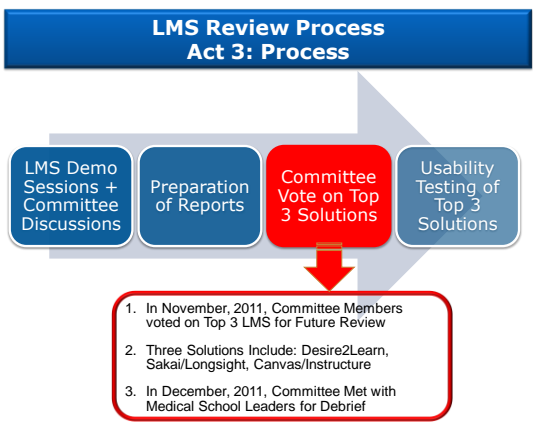 LMS Review Process
Act 3: Process
LMS Demo
Sessions +
Committee
Discussions
Preparation
of Reports
Committee
Vote on Top
3 Solutions
Usability
Testing of
Top 3
Solutions
1. In November, 2011, Committee Members
voted on Top 3 LMS for Future Review
2. Three Solutions Include: Desire2Learn,
Sakai/Longsight, Canvas/Instructure
3. In December, 2011, Committee Met with
Medical School Leaders for Debrief